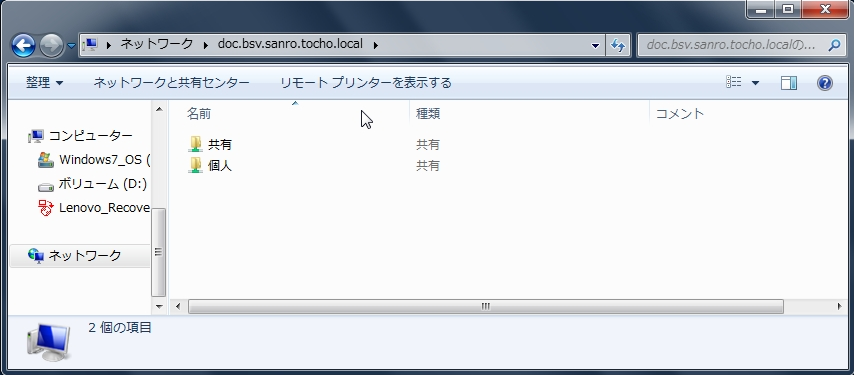 ネットワーク doc.bsv.sanro.tocho.local doc.bsv.sanro.tocho.localの...
整理 ネットワークと共有センター リモート プリンターを表示する
名前 種類 コメント
コンピューター
Windows7_OS (
ボリューム (D:)
Lenovo_Recove
ネットワーク
共有 共有
個人 共有
2 個の項目